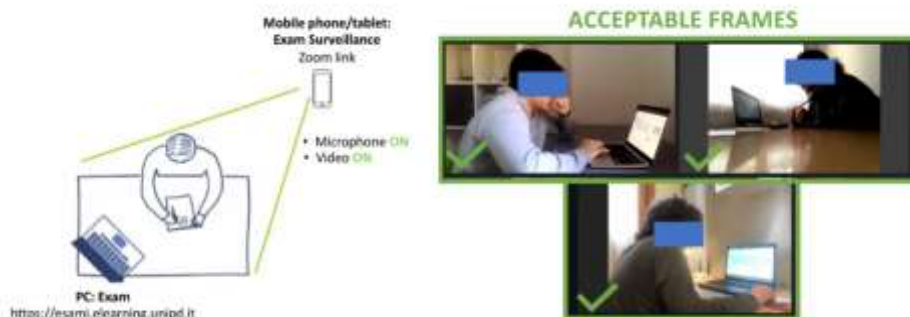 Mobile phone/tablet:
Exam Surveillance
Zoom link
• Microphone ON
• Video ON
PC: Exam
https://esami.elearning.unipd.it
ACCEPTABLE FRAMES